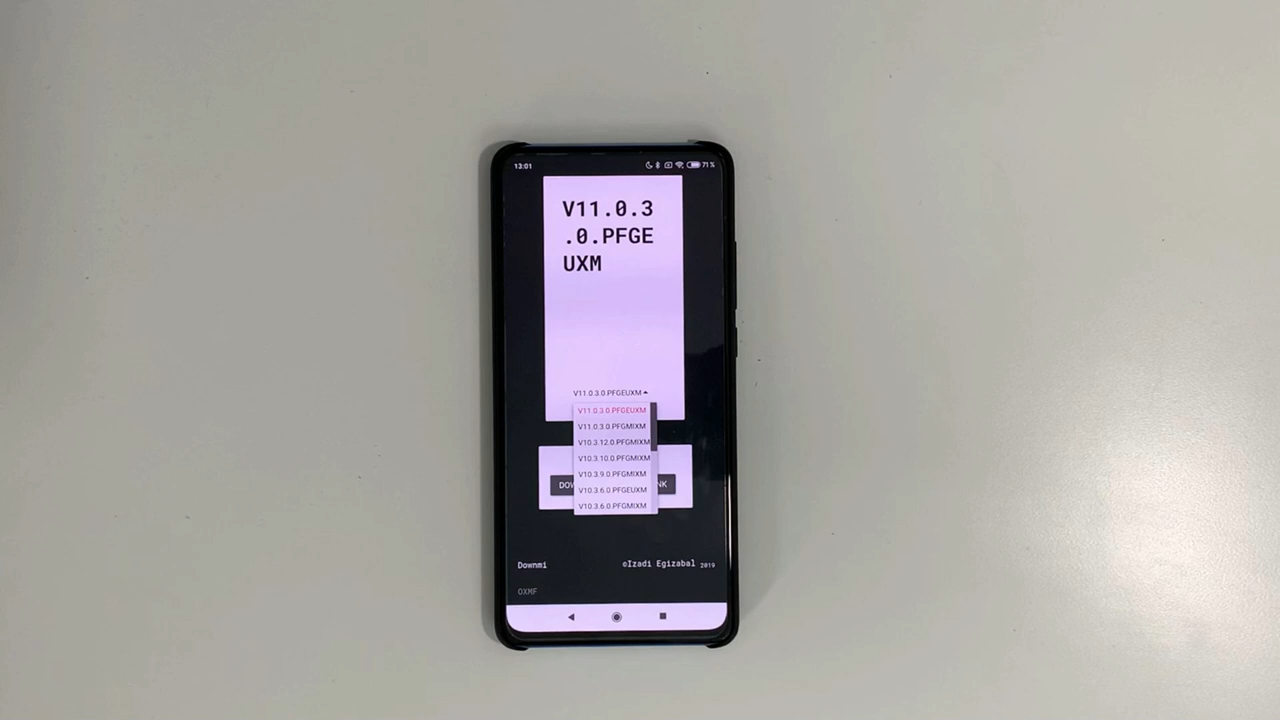 13:01
71%
V11.0.3
.0.PFGE
UXM
V11.0.3.0.PFGEUXM
V11.0.3.0.PFGEUXM
V11.0.3.0.PFGMIXM
V10.3.12.0.PFGMIXM
V10.3.10.0.PFGMIXM
V10.3.9.0.PFGMIXM
V10.3.6.0.PFGEUXM
V10.3.6.0.PFGMIXM
DOW
NK
Downmi
©Izadi Egizabal 2019
OXMF